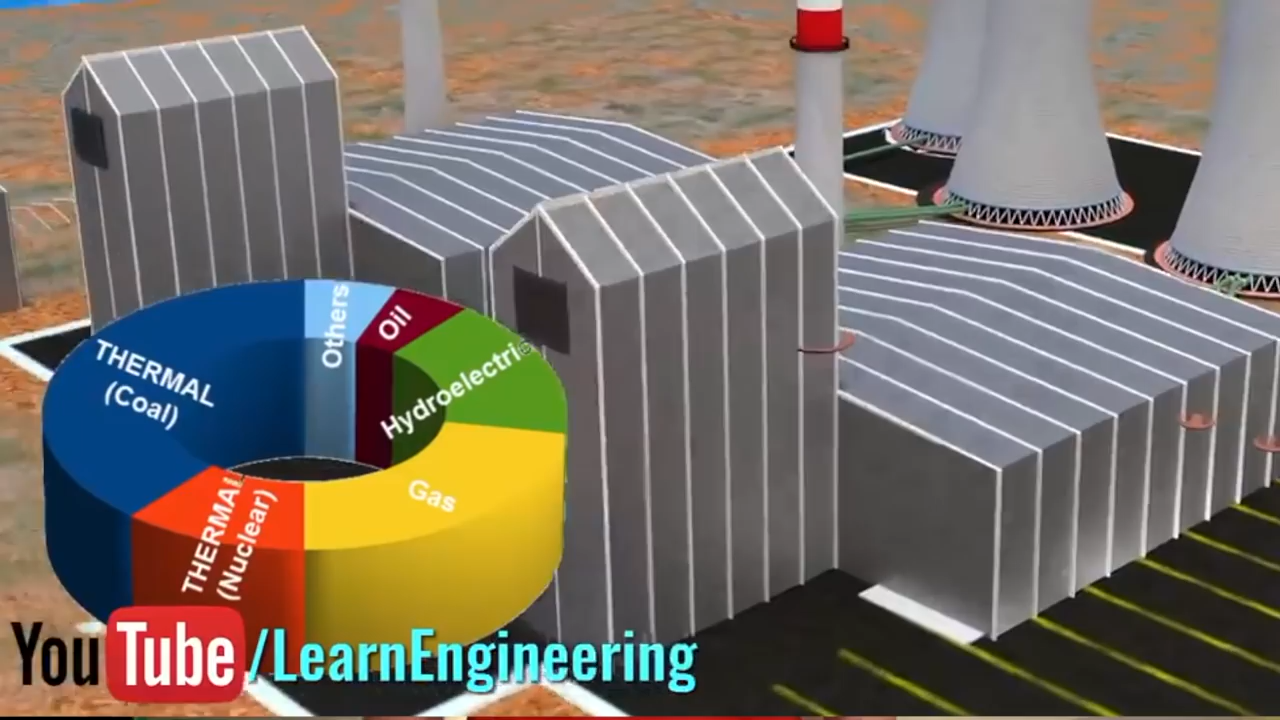 Others
Oil
THERMAL
(Coal)
Hydroelectric
Gas
THERMAL
(Nuclear)
YouTube/LearnEngineering